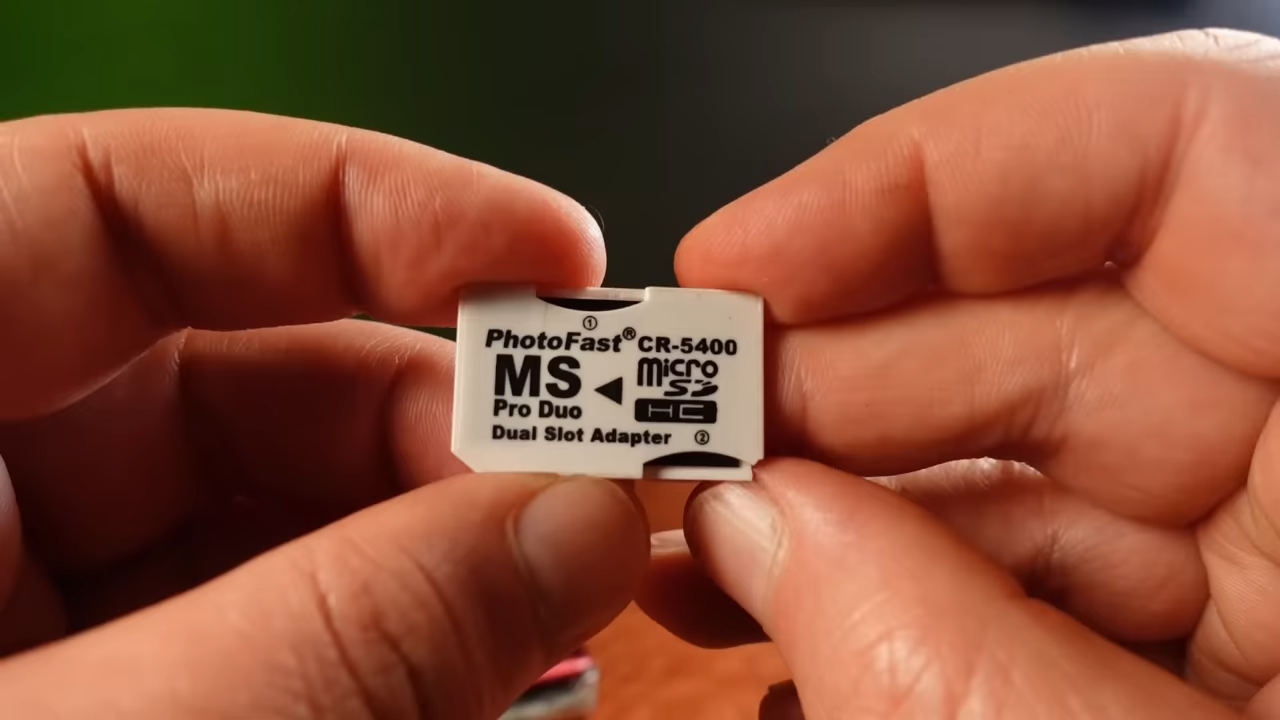 ①
PhotoFast® CR-5400
MS
Pro Duo
micro
SD
HC
Dual Slot Adapter ②